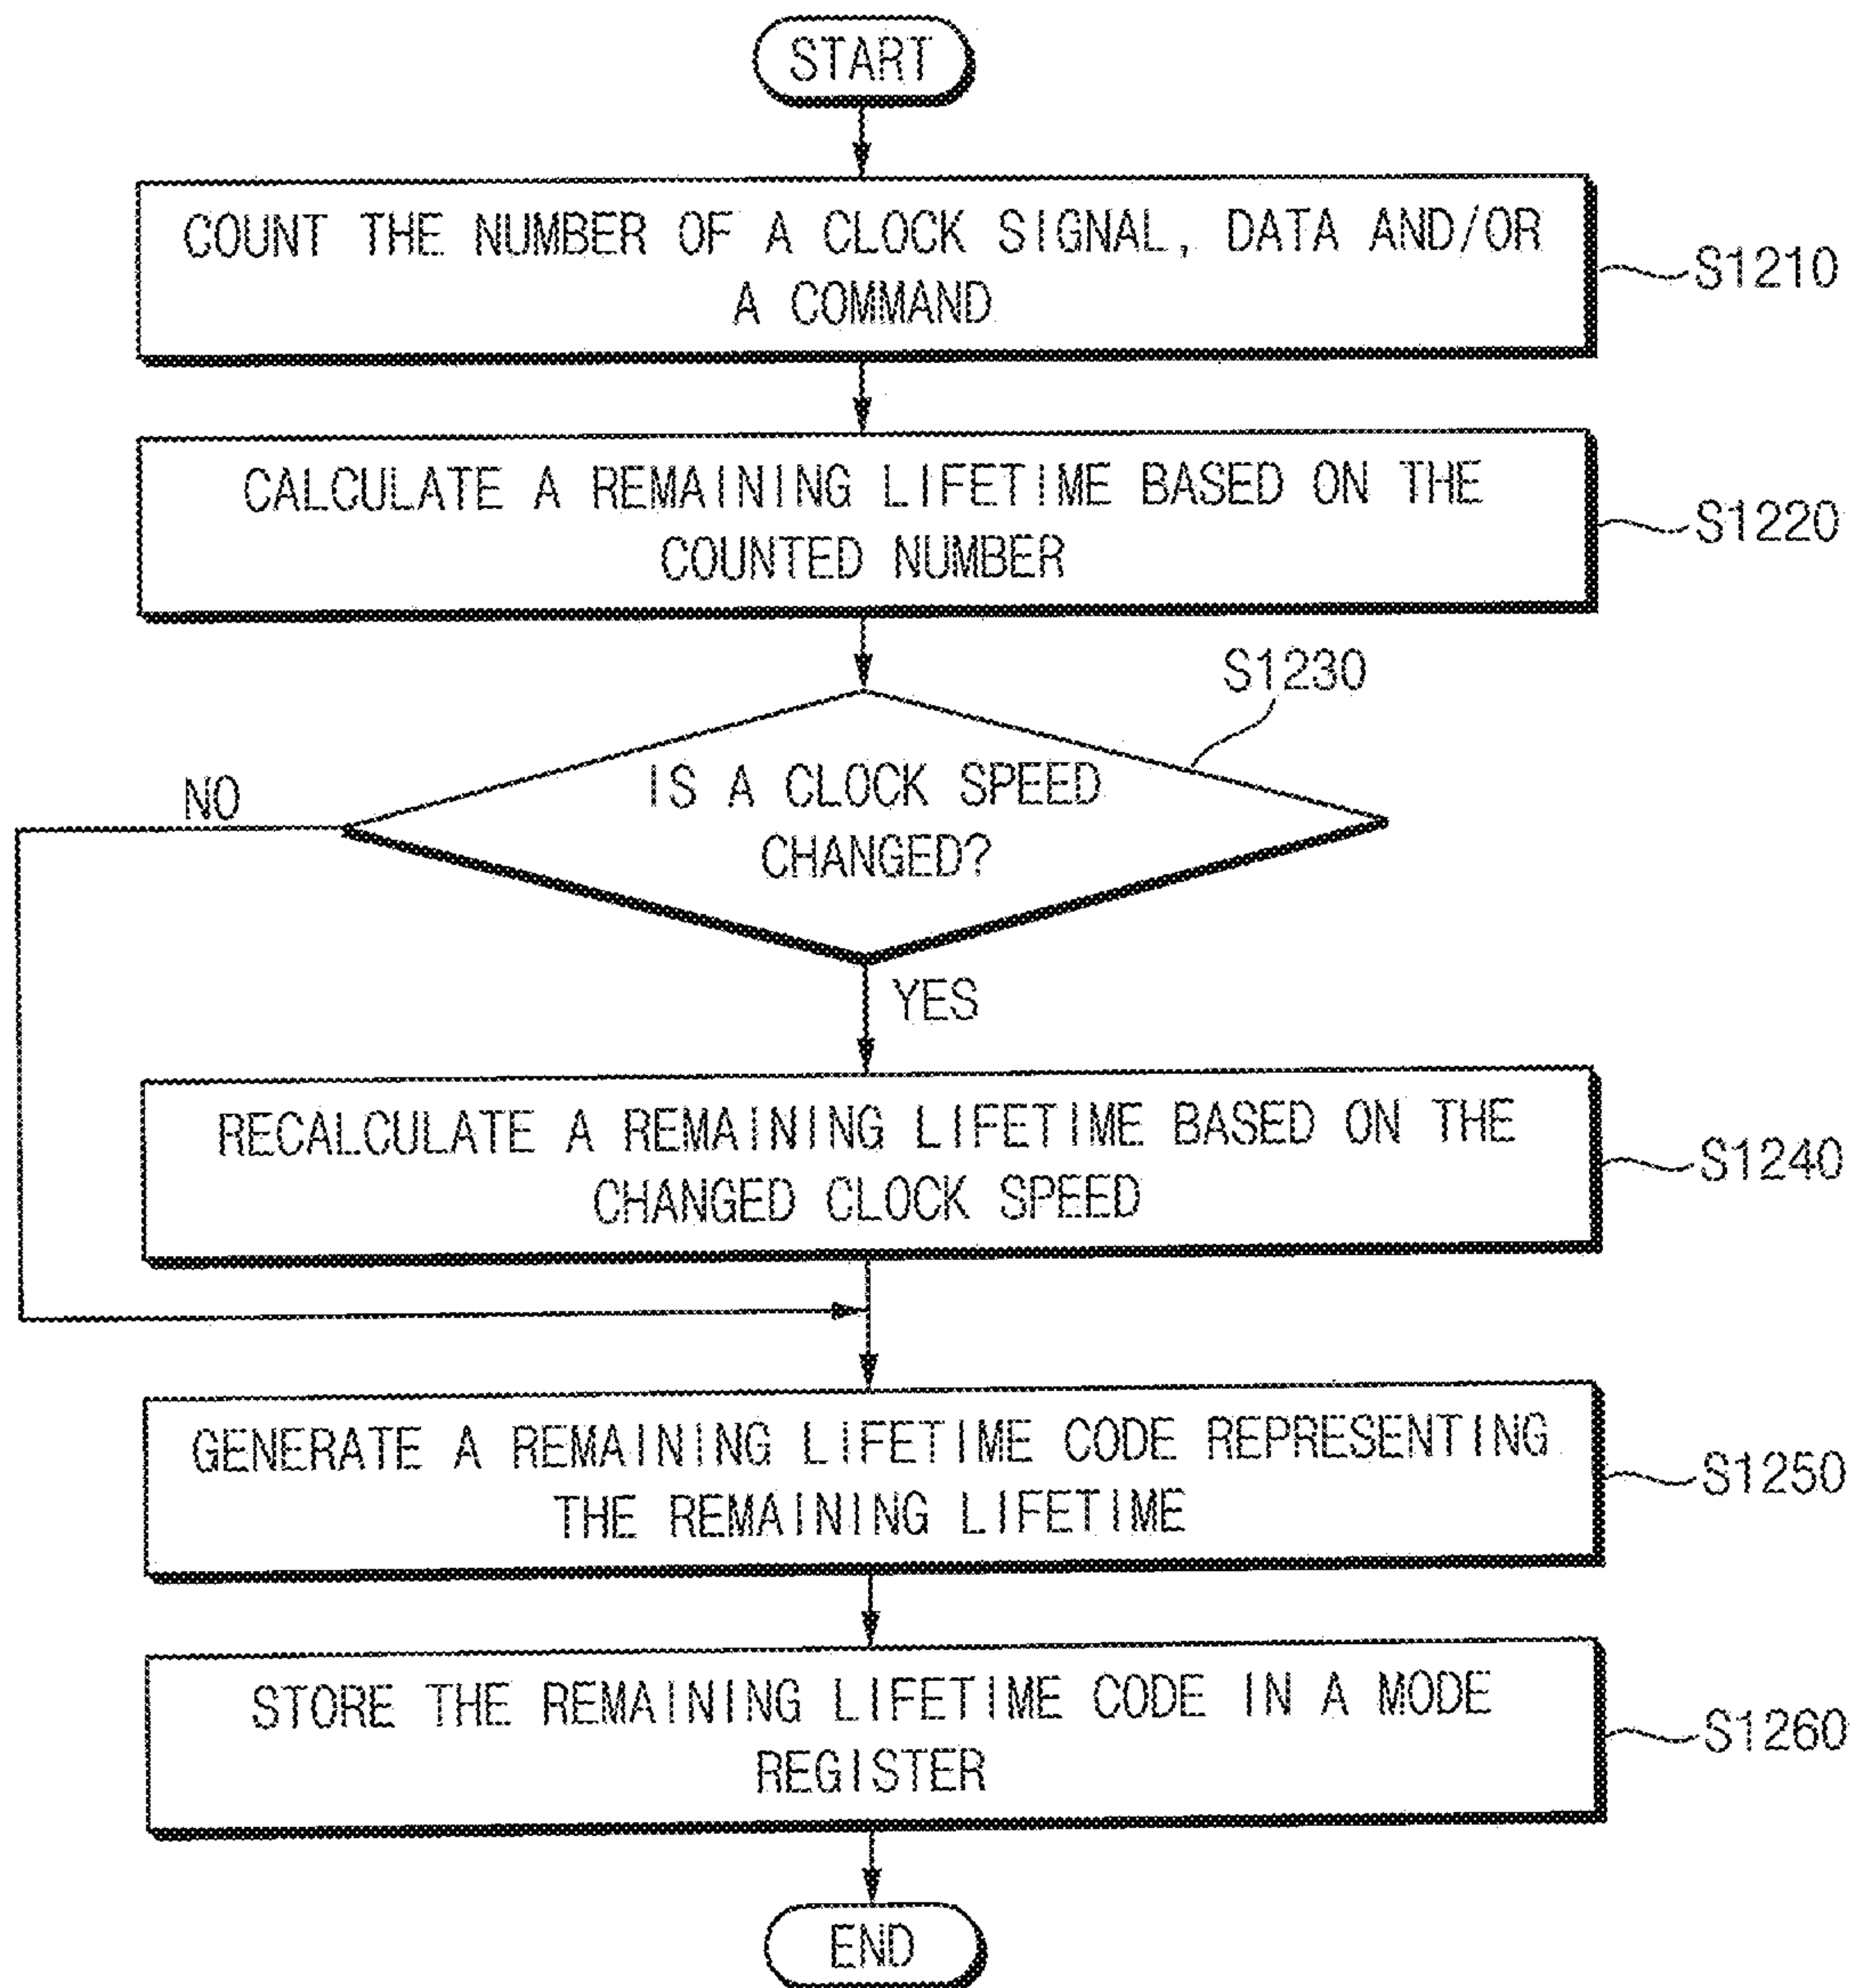 START
COUNT THE NUMBER OF A CLOCK SIGNAL, DATA AND/OR
A COMMAND
S1210
CALCULATE A REMAINING LIFETIME BASED ON THE
COUNTED NUMBER
S1220
S1230
IS A CLOCK SPEED
CHANGED?
NO
YES
RECALCULATE A REMAINING LIFETIME BASED ON THE
CHANGED CLOCK SPEED
S1240
GENERATE A REMAINING LIFETIME CODE REPRESENTING
THE REMAINING LIFETIME
S1250
STORE THE REMAINING LIFETIME CODE IN A MODE
REGISTER
S1260
END